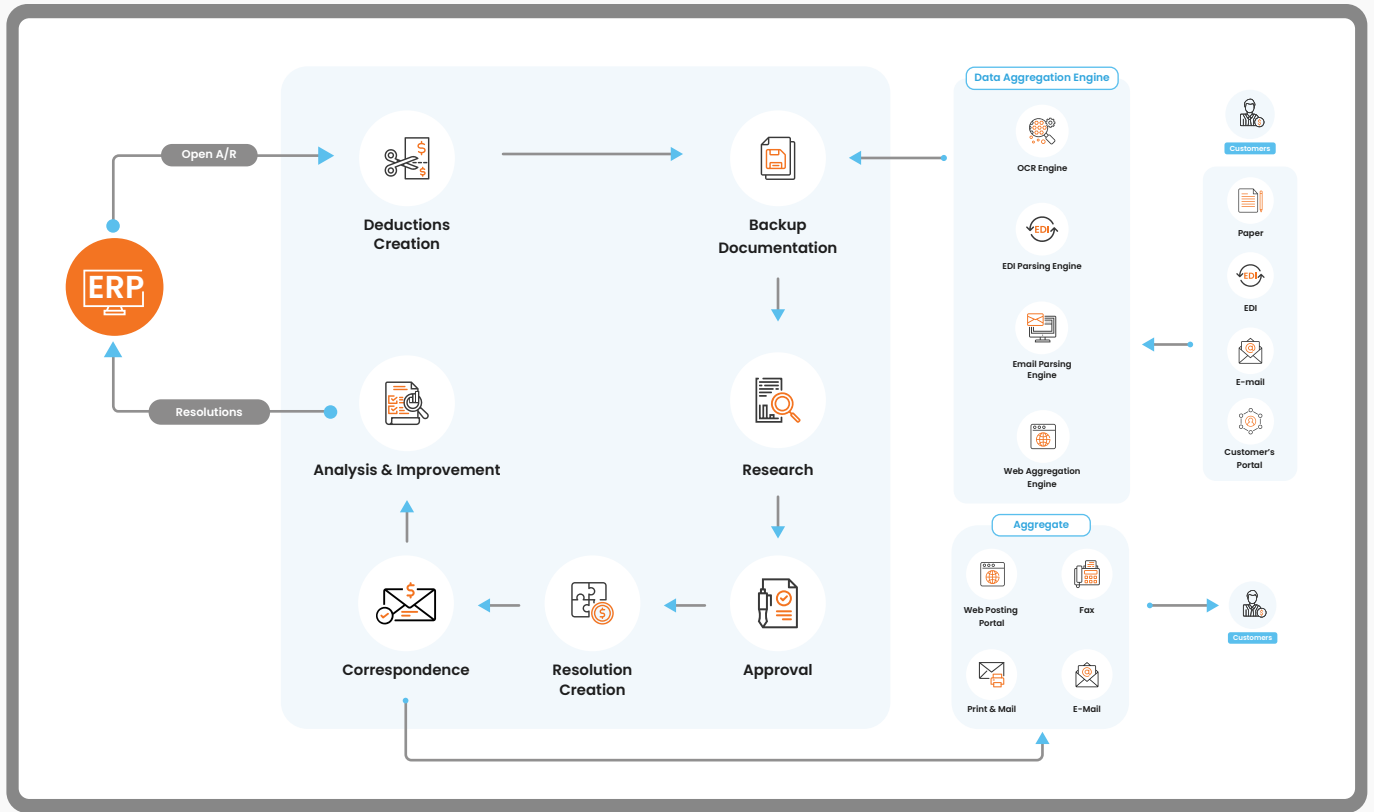 Open A/R
ERP
Resolutions
Deductions
Creation
Backup
Documentation
Analysis & Improvement
Research
Correspondence
Resolution
Creation
Approval
Data Aggregation Engine
OCR Engine
EDI
EDI Parsing Engine
Email Parsing
Engine
Web Aggregation
Engine
Customers
Paper
EDI
EDI
E-mail
Customer's
Portal
Aggregate
Web Posting
Portal
Fax
Print & Mail
E-Mail
Customers